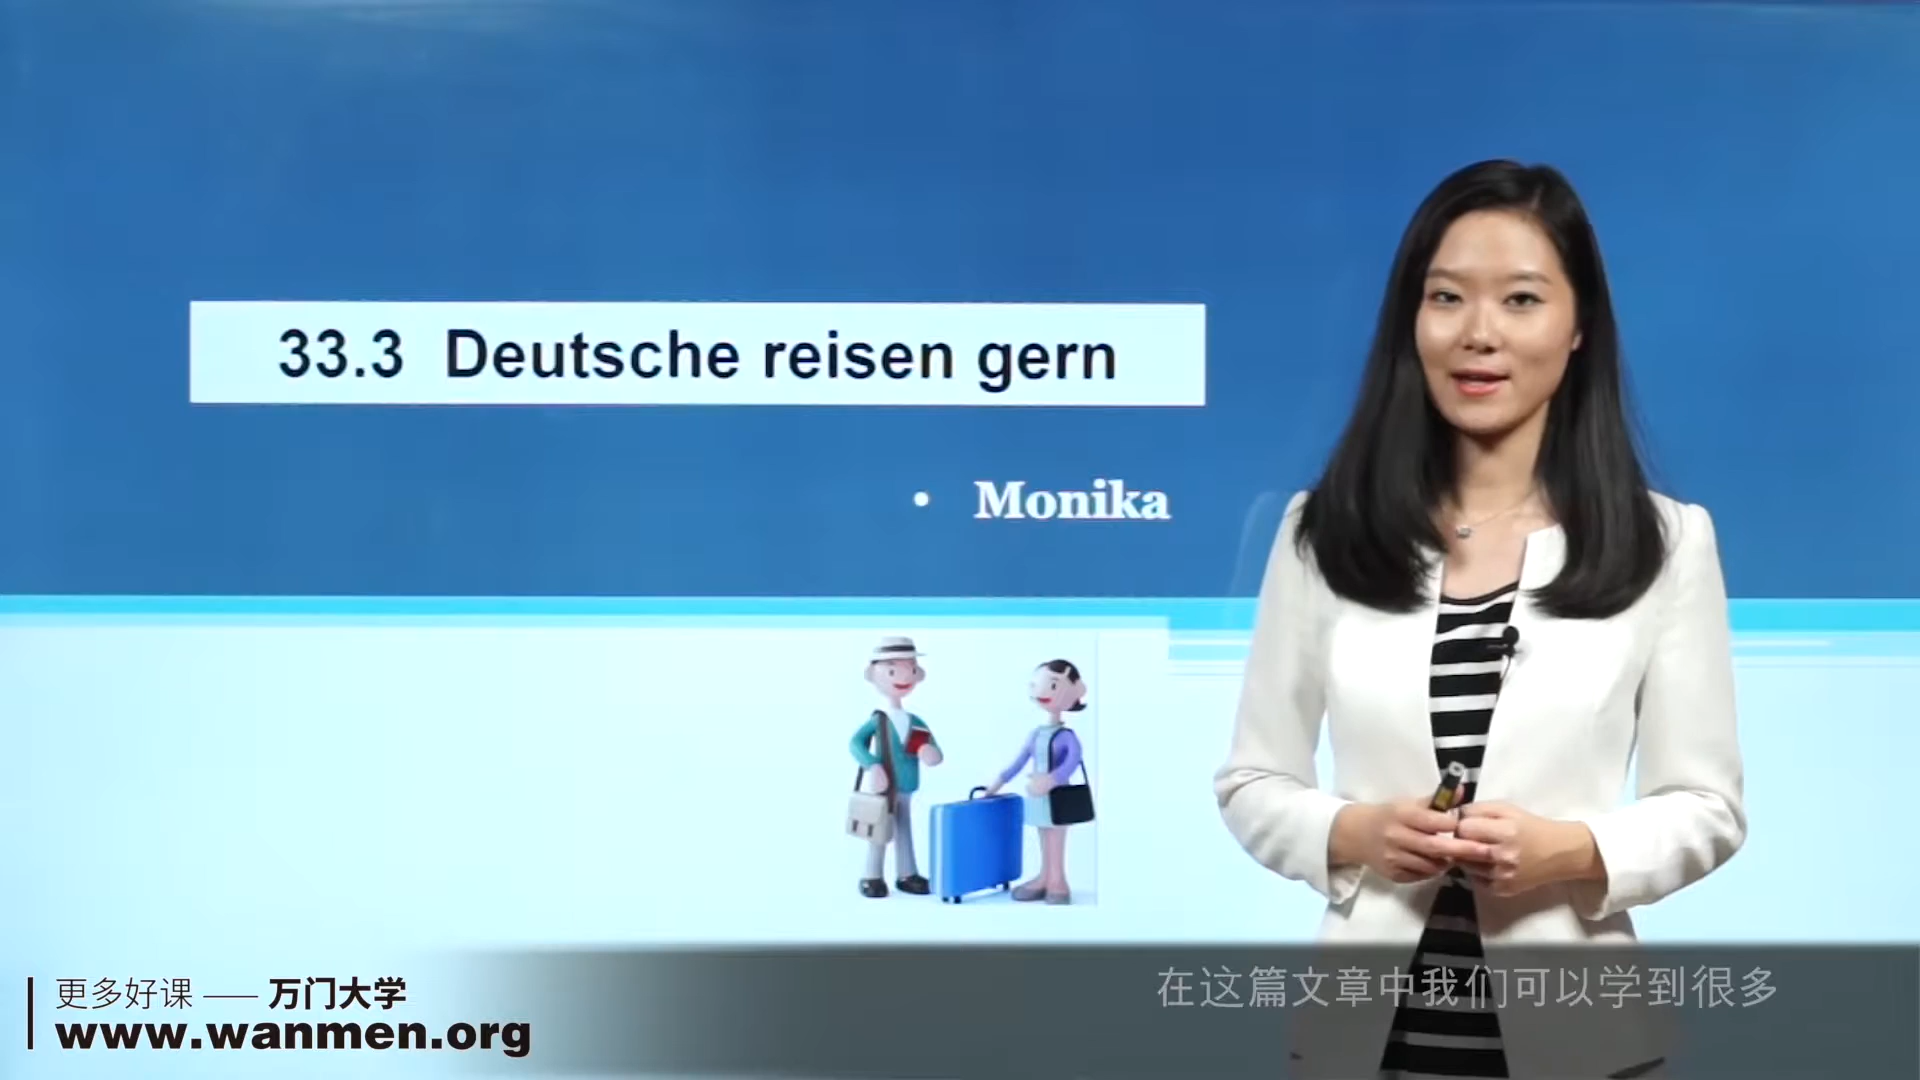 33.3 Deutsche reisen gern
• Monika
在这篇文章中我们可以学到很多
更多好课 —— 万门大学
www.wanmen.org